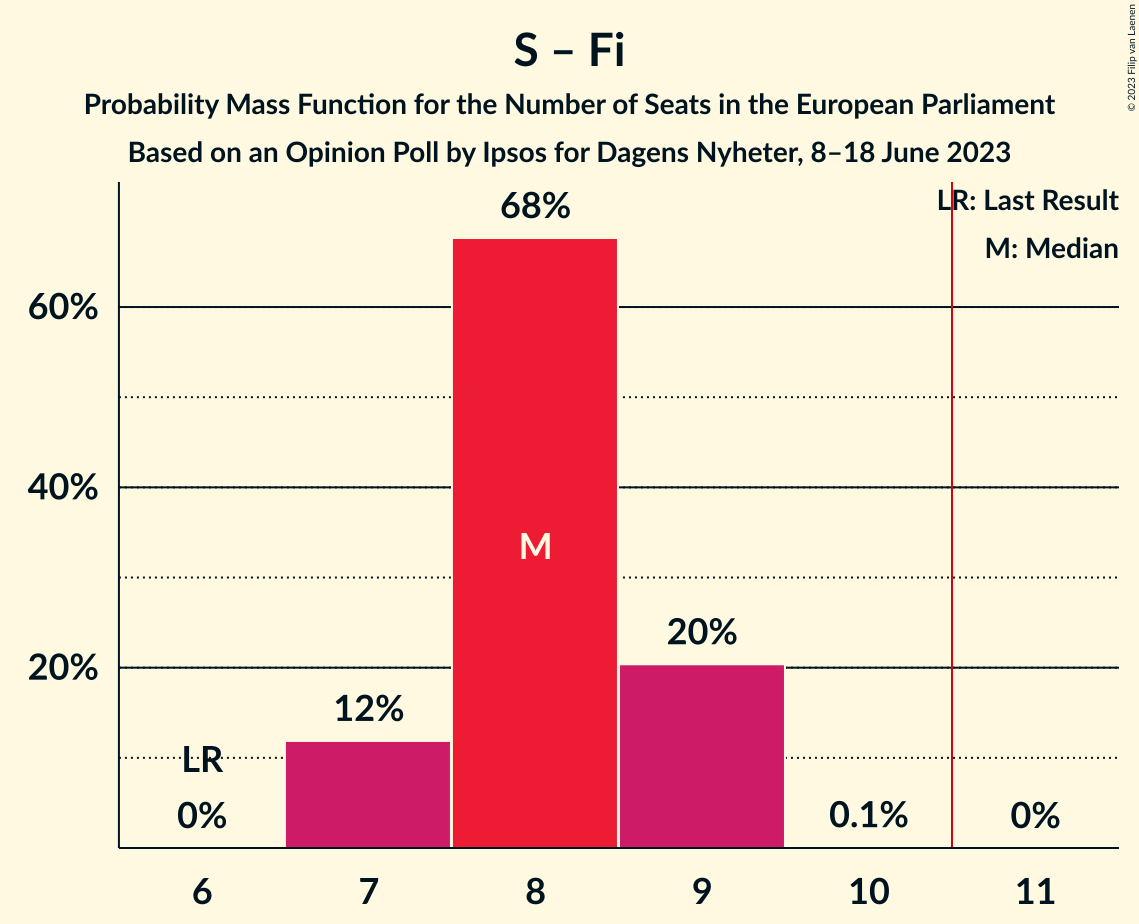 S – Fi
Probability Mass Function for the Number of Seats in the European Parliament
Based on an Opinion Poll by Ipsos for Dagens Nyheter, 8–18 June 2023
© 2023 Filip van Laenen
LR: Last Result
M: Median
68%
60%
40%
M
20%
20%
12%
LR
0%
0.1%
0%
6 7 8 9 10 11